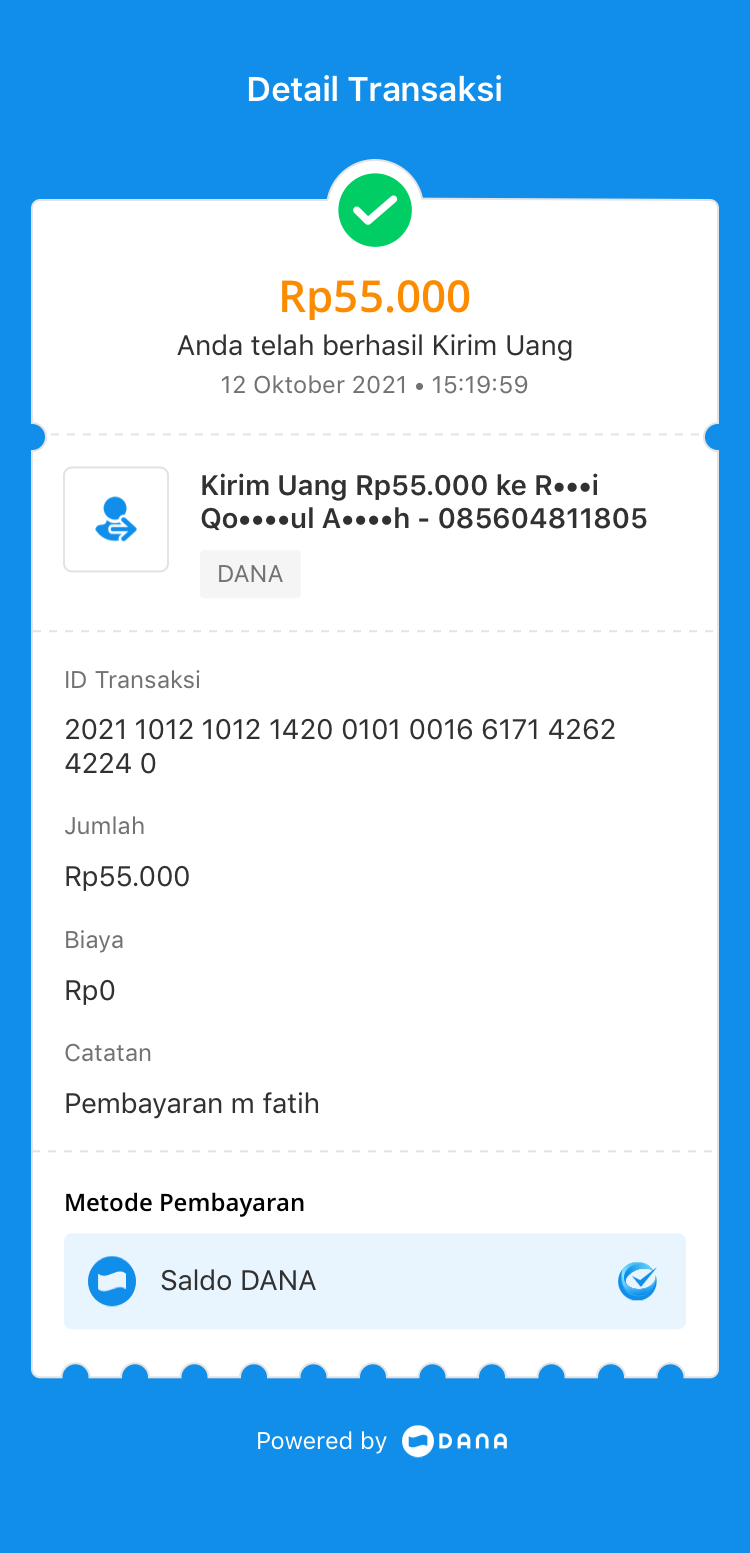 Detail Transaksi
Rp55.000
Anda telah berhasil Kirim Uang
12 Oktober 2021 • 15:19:59
Kirim Uang Rp55.000 ke R•••i
Qo••••ul A••••h - 085604811805
DANA
ID Transaksi
2021 1012 1012 1420 0101 0016 6171 4262
4224 0
Jumlah
Rp55.000
Biaya
Rp0
Catatan
Pembayaran m fatih
Metode Pembayaran
Saldo DANA
Powered by DANA